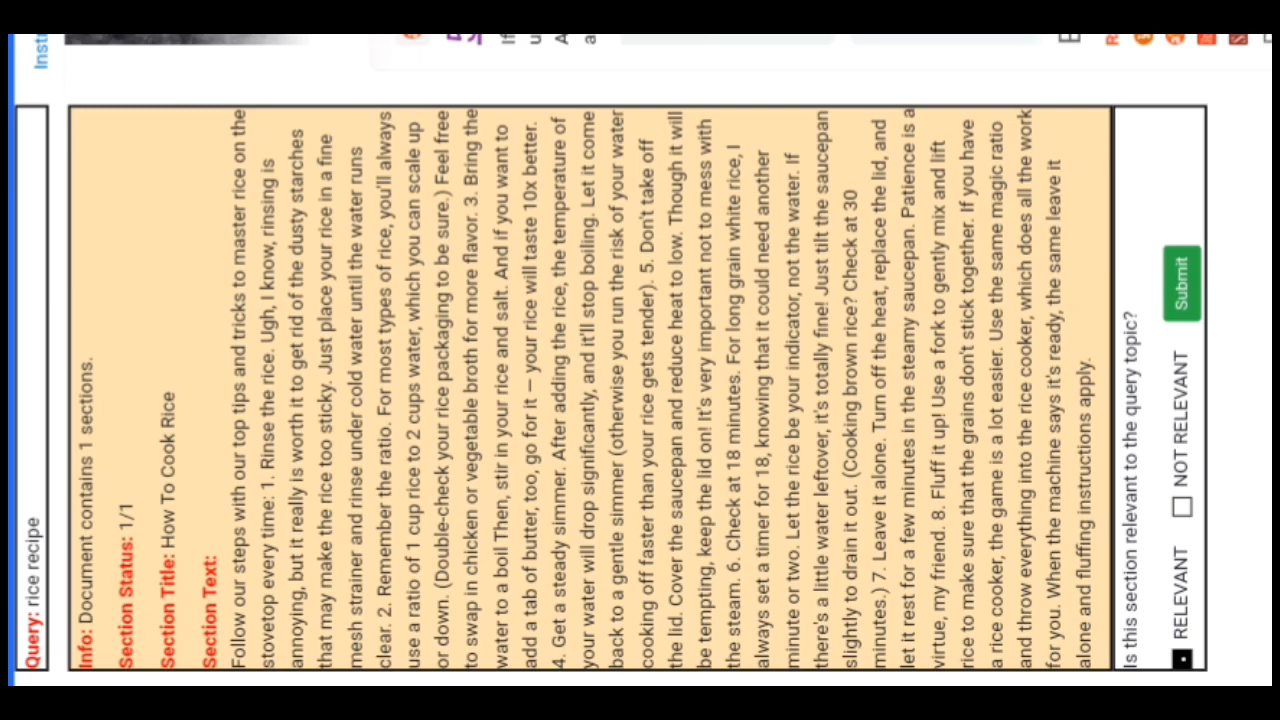 Instr
Query: rice recipe
Info: Document contains 1 sections.
Section Status: 1/1
Section Title: How To Cook Rice
Section Text:
Follow our steps with our top tips and tricks to master rice on the
stovetop every time: 1. Rinse the rice. Ugh, I know, rinsing is
annoying, but it really is worth it to get rid of the dusty starches
that may make the rice too sticky. Just place your rice in a fine
mesh strainer and rinse under cold water until the water runs
clear. 2. Remember the ratio. For most types of rice, you'll always
use a ratio of 1 cup rice to 2 cups water, which you can scale up
or down. (Double-check your rice packaging to be sure.) Feel free
to swap in chicken or vegetable broth for more flavor. 3. Bring the
water to a boil Then, stir in your rice and salt. And if you want to
add a tab of butter, too, go for it — your rice will taste 10x better.
4. Get a steady simmer. After adding the rice, the temperature of
your water will drop significantly, and it'll stop boiling. Let it come
back to a gentle simmer (otherwise you run the risk of your water
cooking off faster than your rice gets tender). 5. Don't take off
the lid. Cover the saucepan and reduce heat to low. Though it will
be tempting, keep the lid on! It's very important not to mess with
the steam. 6. Check at 18 minutes. For long grain white rice, I
always set a timer for 18, knowing that it could need another
minute or two. Let the rice be your indicator, not the water. If
there's a little water leftover, it's totally fine! Just tilt the saucepan
slightly to drain it out. (Cooking brown rice? Check at 30
minutes.) 7. Leave it alone. Turn off the heat, replace the lid, and
let it rest for a few minutes in the steamy saucepan. Patience is a
virtue, my friend. 8. Fluff it up! Use a fork to gently mix and lift
rice to make sure that the grains don't stick together. If you have
a rice cooker, the game is a lot easier. Use the same magic ratio
and throw everything into the rice cooker, which does all the work
for you. When the machine says it's ready, the same leave it
alone and fluffing instructions apply.
Is this section relevant to the query topic?
RELEVANT NOT RELEVANT Submit